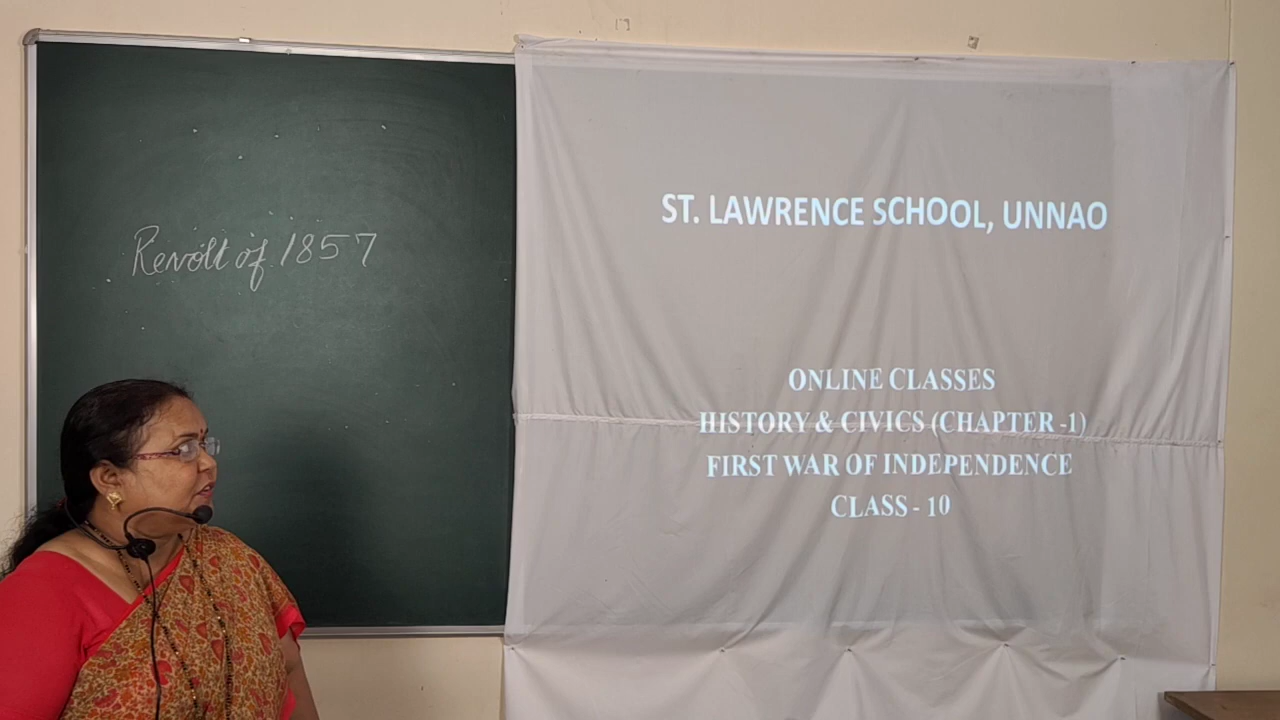 Revolt of 1857
ST. LAWRENCE SCHOOL, UNNAO
ONLINE CLASSES
HISTORY & CIVICS (CHAPTER -1)
FIRST WAR OF INDEPENDENCE
CLASS - 10